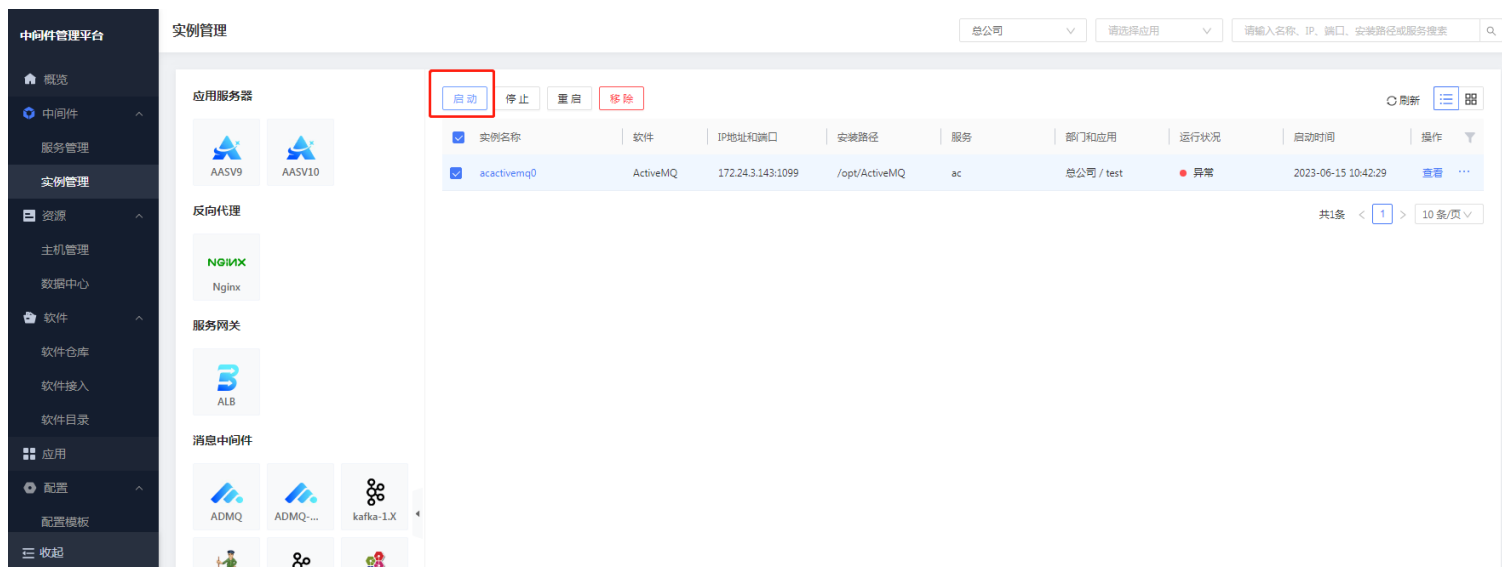 中间件管理平台
概览
中间件
服务管理
实例管理
资源
主机管理
数据中心
软件
软件仓库
软件接入
软件目录
应用
配置
配置模板
收起
实例管理
总公司
请选择应用
请输入名称、IP、端口、安装路径或服务搜索
应用服务器
AASV9
AASV10
反向代理
NGINX
Nginx
服务网关
ALB
消息中间件
ADMQ
ADMQ-...
kafka-1.X
启动 停止 重启 移除
刷新
实例名称 软件 IP地址和端口 安装路径 服务 部门和应用 运行状况 启动时间 操作
acactivemq0 ActiveMQ 172.24.3.143:1099 /opt/ActiveMQ ac 总公司 / test 异常 2023-06-15 10:42:29 查看 ...
共1条 < 1 > 10 条/页